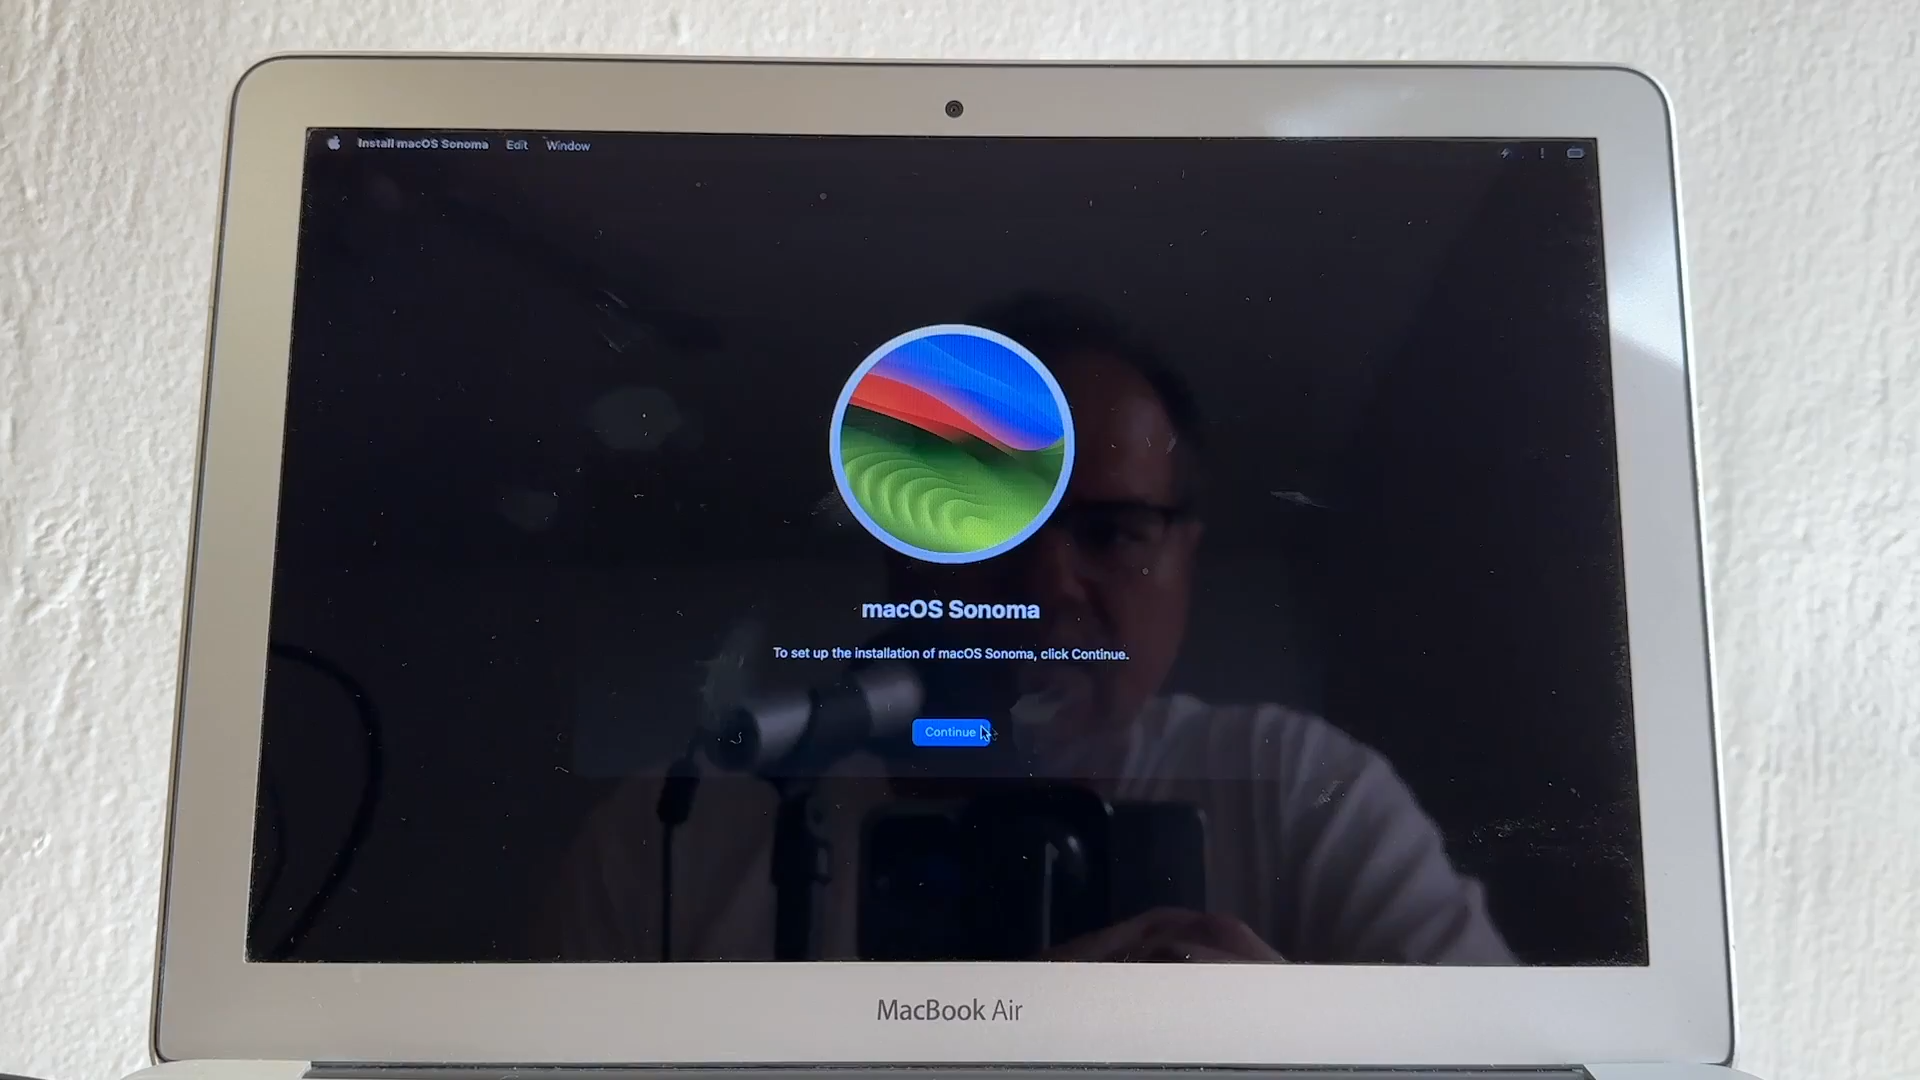 Install macOS Sonoma Edit Window
macOS Sonoma
To set up the installation of macOS Sonoma, click Continue.
Continue
MacBook Air